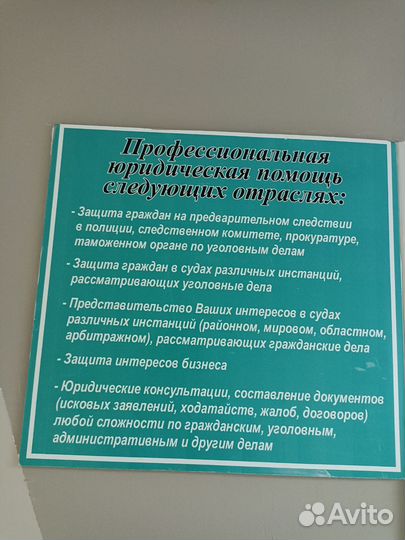 Профессиональная
юридическая помощь
следующих отраслях:
- Защита граждан на предварительном следствии
в полиции, следственном комитете, прокуратуре,
таможенном органе по уголовным делам
- Защита граждан в судах различных инстанций,
рассматривающих уголовные дела
- Представительство Ваших интересов в судах
различных инстанций (районном, мировом, областном,
арбитражном), рассматривающих гражданские дела
- Защита интересов бизнеса
- Юридические консультации, составление документов
(исковых заявлений, ходатайств, жалоб, договоров)
любой сложности по гражданским, уголовным,
административным и другим делам
Avito